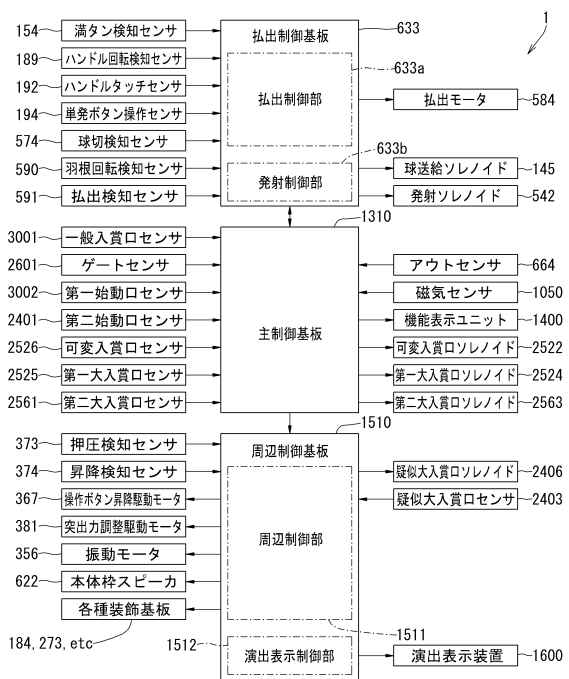 1
154 満タン検知センサ
189 ハンドル回転検知センサ
192 ハンドルタッチセンサ
194 単発ボタン操作センサ
574 球切検知センサ
590 羽根回転検知センサ
591 払出検知センサ
払出制御基板 633
633a
払出制御部
633b
発射制御部
払出モータ 584
球送給ソレノイド 145
発射ソレノイド 542
1310
3001 一般入賞口センサ
2601 ゲートセンサ
3002 第一始動口センサ
2401 第二始動口センサ
2526 可変入賞口センサ
2525 第一大入賞口センサ
2561 第二大入賞口センサ
主制御基板
アウトセンサ 664
磁気センサ 1050
機能表示ユニット 1400
可変入賞口ソレノイド 2522
第一大入賞口ソレノイド 2524
第二大入賞口ソレノイド 2563
1510
373 押圧検知センサ
374 昇降検知センサ
367 操作ボタン昇降駆動モータ
381 突出力調整駆動モータ
356 振動モータ
622 本体枠スピーカ
各種装飾基板
184, 273, etc
周辺制御基板
周辺制御部
1511
1512
演出表示制御部
疑似大入賞口ソレノイド 2406
疑似大入賞口センサ 2403
演出表示装置 1600